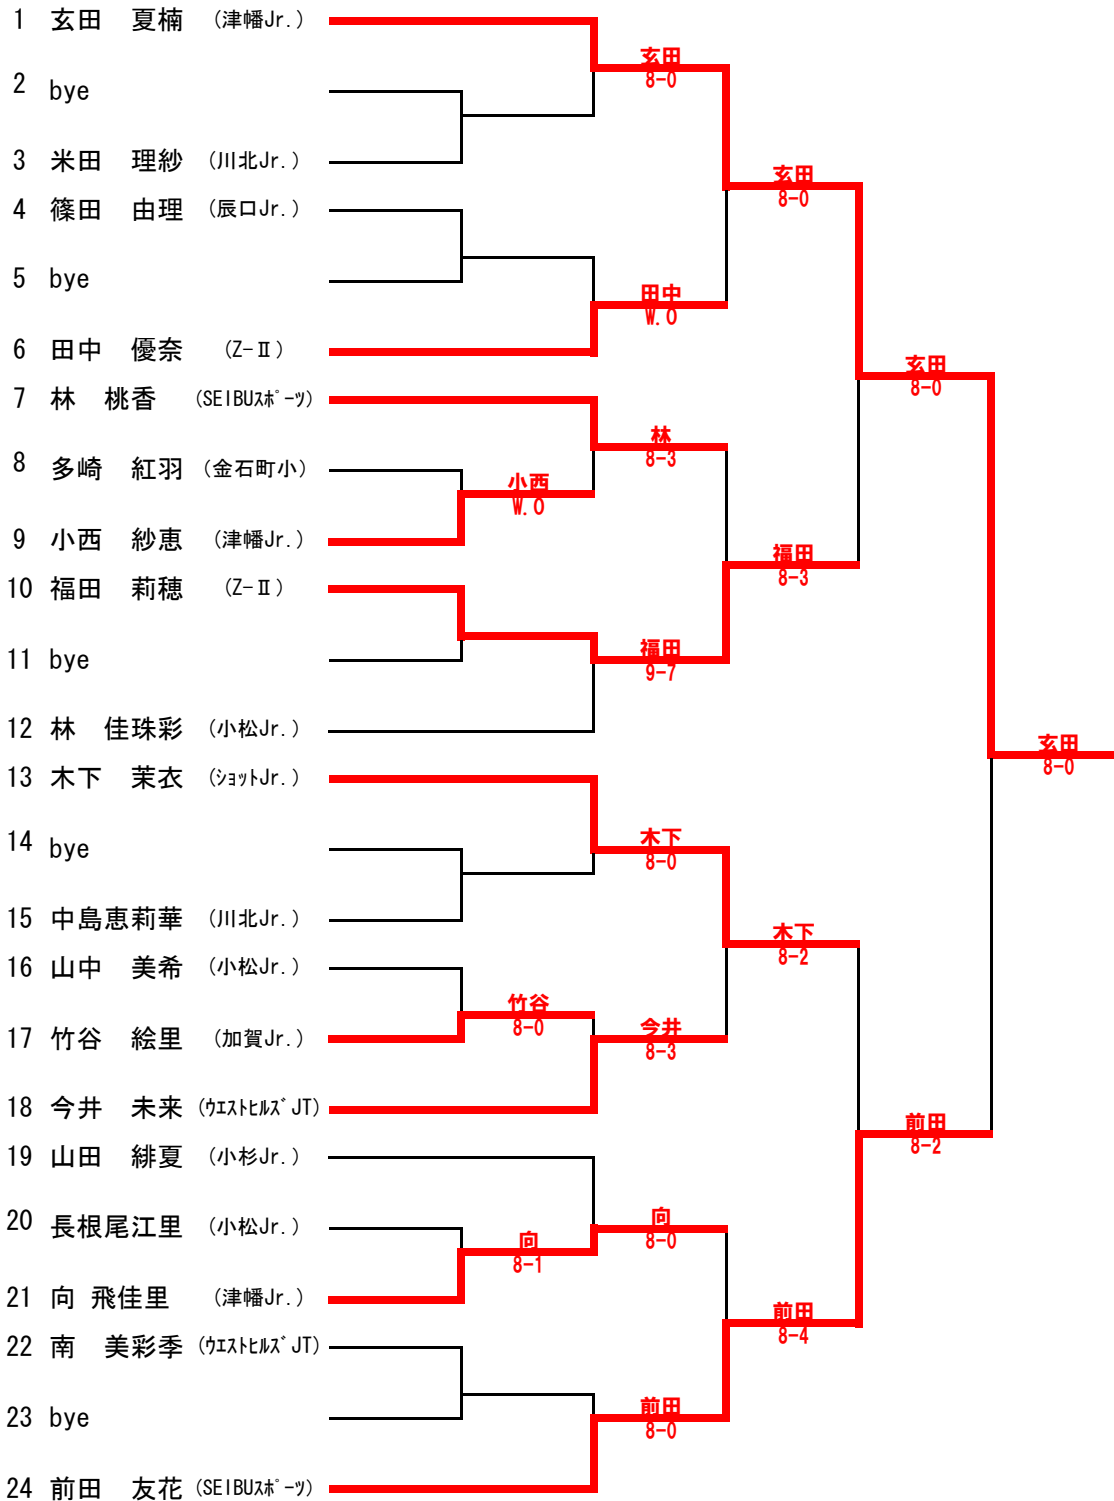 1 玄田 夏楠 (津幡Jr.)
玄田
8-0
2 bye
3 米田 理紗 (川北Jr.)
玄田
8-0
4 篠田 由理 (辰口Jr.)
5 bye
田中
W.O
6 田中 優奈 (Z-Ⅱ)
玄田
8-0
7 林 桃香 (SEIBUｽﾎﾟｰﾂ)
林
8-3
8 多崎 紅羽 (金石町小)
小西
W.O
9 小西 紗恵 (津幡Jr.)
福田
8-3
10 福田 莉穂 (Z-Ⅱ)
11 bye
福田
9-7
12 林 佳珠彩 (小松Jr.)
玄田
8-0
13 木下 茉衣 (ｼｮｯﾄJr.)
木下
8-0
14 bye
15 中島恵莉華 (川北Jr.)
木下
8-2
16 山中 美希 (小松Jr.)
竹谷
8-0
17 竹谷 絵里 (加賀Jr.)
今井
8-3
18 今井 未来 (ｳｴｽﾄﾋﾙｽﾞJT)
前田
8-2
19 山田 緋夏 (小杉Jr.)
20 長根尾江里 (小松Jr.)
向
8-0
向
8-1
21 向 飛佳里 (津幡Jr.)
前田
8-4
22 南 美彩季 (ｳｴｽﾄﾋﾙｽﾞJT)
23 bye
前田
8-0
24 前田 友花 (SEIBUｽﾎﾟｰﾂ)